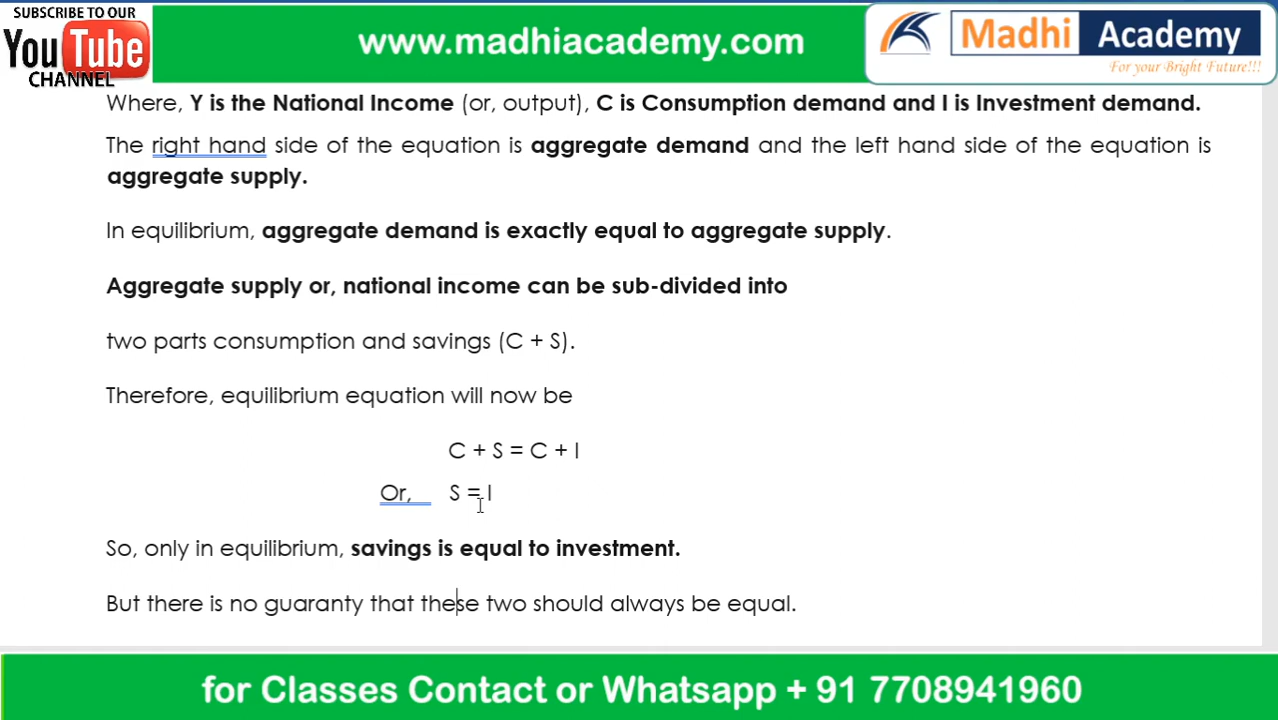 SUBSCRIBE TO OUR
YouTube
CHANNEL
www.madhiacademy.com
Madhi Academy
For your Bright Future!!!
Where, Y is the National Income (or, output), C is Consumption demand and I is Investment demand.
The right hand side of the equation is aggregate demand and the left hand side of the equation is
aggregate supply.
In equilibrium, aggregate demand is exactly equal to aggregate supply.
Aggregate supply or, national income can be sub-divided into
two parts consumption and savings (C + S).
Therefore, equilibrium equation will now be
C + S = C + I
Or, S = I
So, only in equilibrium, savings is equal to investment.
But there is no guaranty that these two should always be equal.
for Classes Contact or Whatsapp + 91 7708941960